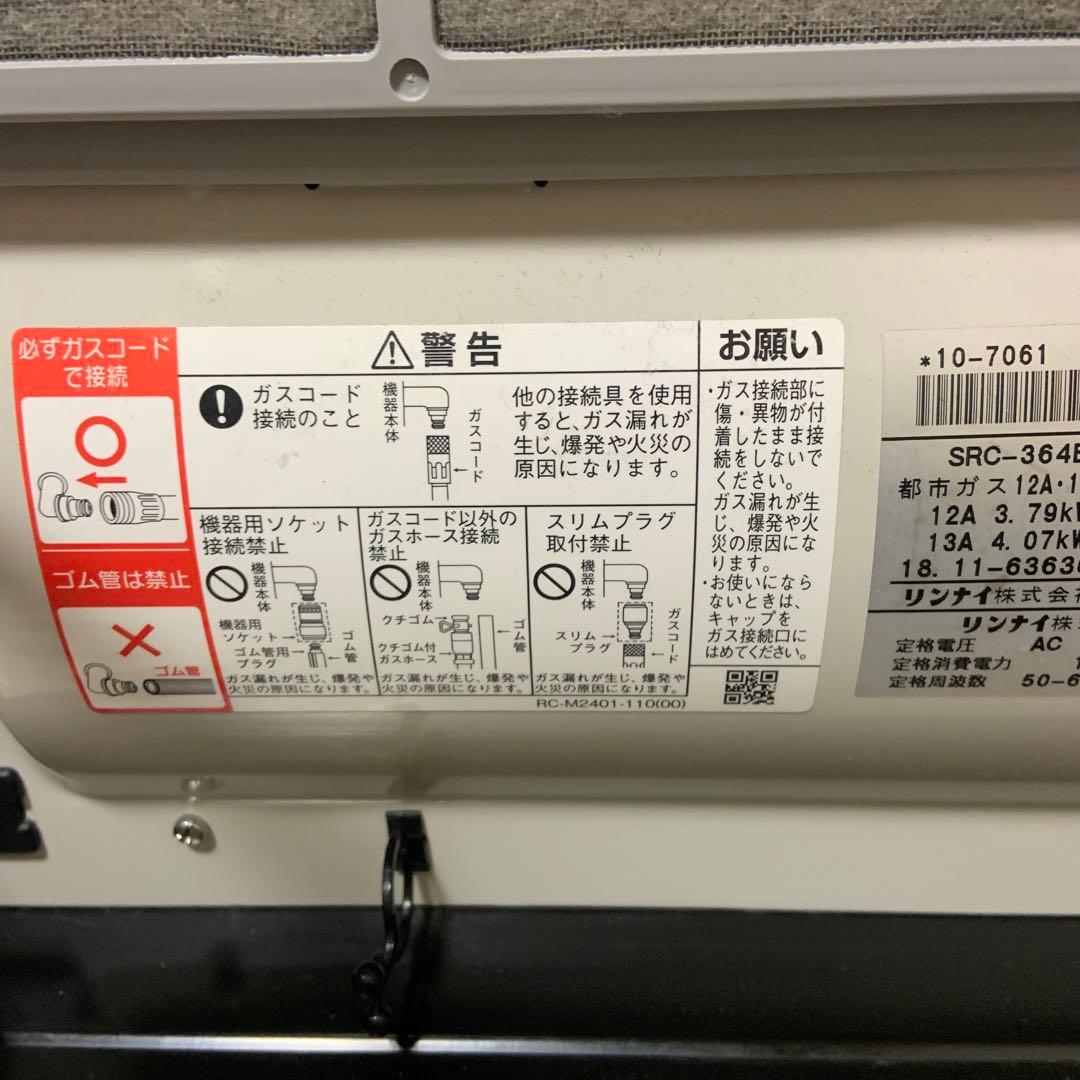 必ずガスコード
で接続
ゴム管は禁止
ゴム管
警告
ガスコード
接続のこと
機器本体
ガスコード
他の接続具を使用
すると、ガス漏れが
生じ、爆発や火災の
原因になります。
機器用ソケット
接続禁止
機器本体
機器用
ソケット
ゴム管用
プラグ
ゴム管
ガス漏れが生じ、爆発や
火災の原因になります。
ガスコード以外の
ガスホース接続
禁止
機器本体
クチゴム
クチゴム付
ガスホース
ゴム管
ガス漏れが生じ、爆発や
火災の原因になります。
スリムプラグ
取付禁止
機器本体
スリム
プラグ
ガスコード
ガス漏れが生じ、爆発や
火災の原因になります。
RC-M2401-110(00)
お願い
・ガス接続部に
傷・異物が付
着したまま接
続をしないで
ください。
ガス漏れが生
じ、爆発や火
災の原因にな
ります。
・お使いになら
ないときは、
キャップを
ガス接続口に
はめてください。
*10-7061
SRC-364E
都市ガス12A・1
12A 3.79kW
13A 4.07kW
18.11-63636
リンナイ株式会社
リンナイ株
定格電圧 AC
定格消費電力 1
定格周波数 50-6